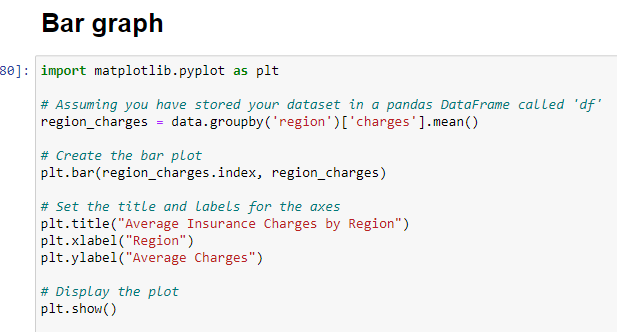 Bar graph
80]: import matplotlib.pyplot as plt
# Assuming you have stored your dataset in a pandas DataFrame called 'df'
region_charges = data.groupby('region')['charges'].mean()
# Create the bar plot
plt.bar(region_charges.index, region_charges)
# Set the title and labels for the axes
plt.title("Average Insurance Charges by Region")
plt.xlabel("Region")
plt.ylabel("Average Charges")
# Display the plot
plt.show()